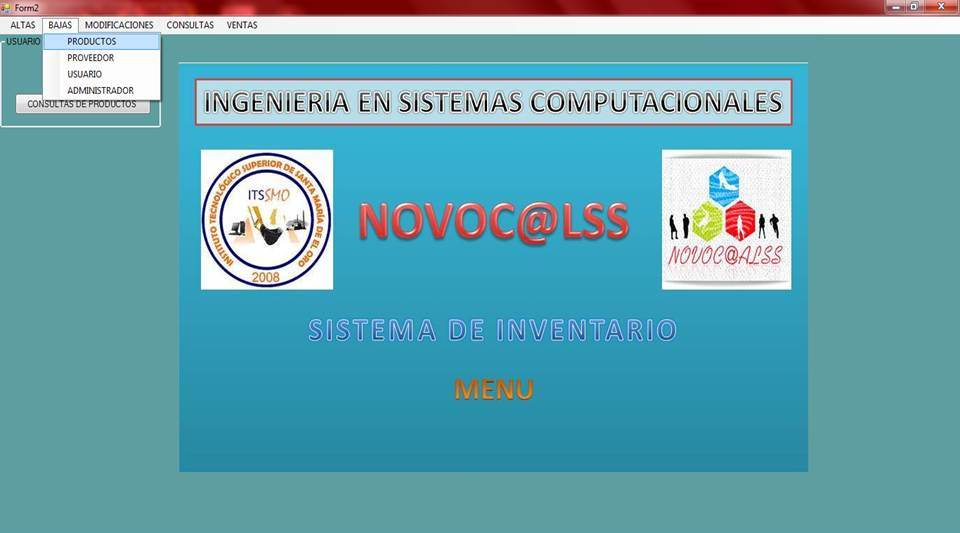 Form2
ALTAS BAJAS MODIFICACIONES CONSULTAS VENTAS
USUARIO
PRODUCTOS
PROVEEDOR
USUARIO
ADMINISTRADOR
CONSULTAS DE PRODUCTOS
INGENIERIA EN SISTEMAS COMPUTACIONALES
INSTITUTO TECNOLÓGICO SUPERIOR DE SANTA MARÍA DE EL ORO
ITSSMO
2008
NOVOC@LSS
NOVOC@ALSS
SISTEMA DE INVENTARIO
MENU